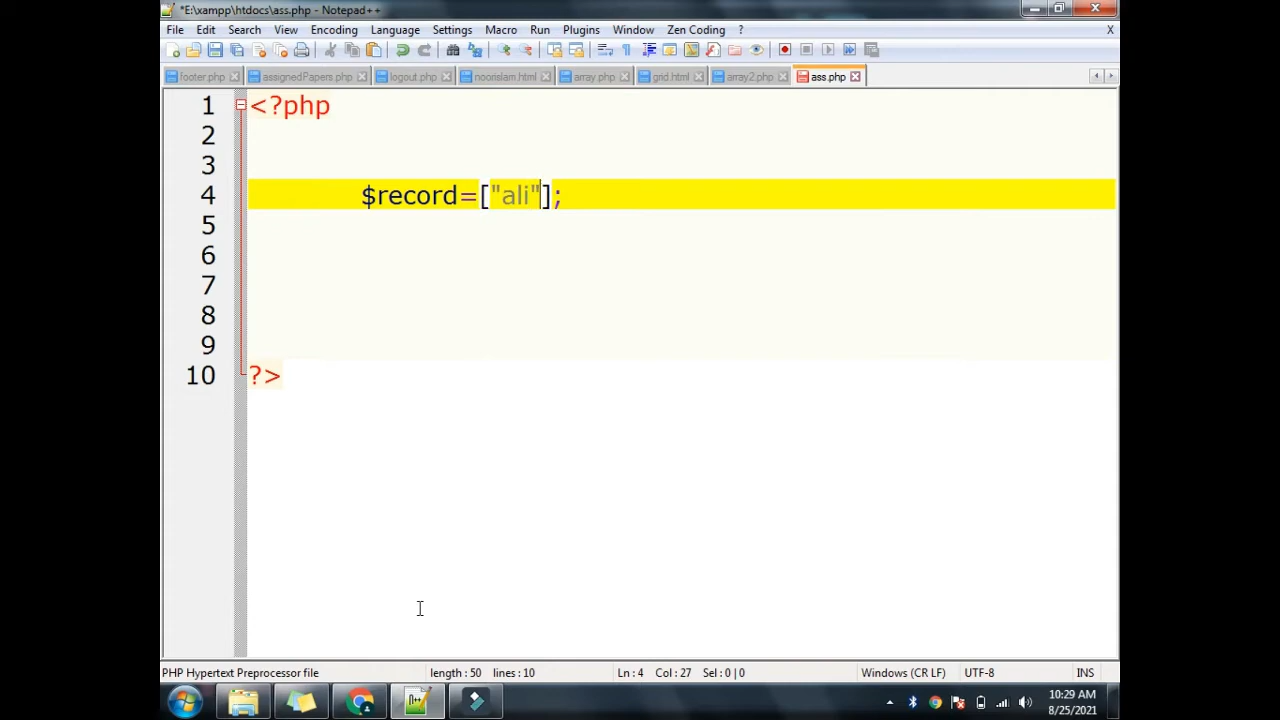 *E:\xampp\htdocs\ass.php - Notepad++
File Edit Search View Encoding Language Settings Macro Run Plugins Window ? X
footer.php assignedPapers.php logout.php noorislam.html array.php grid.html array2.php ass.php
1 <?php
2
3
4 $record=["ali"];
5
6
7
8
9
10 ?>
PHP Hypertext Preprocessor file length : 50 lines : 10 Ln : 4 Col : 27 Sel : 0 | 0 Windows (CR LF) UTF-8 INS
10:29 AM
8/25/2021